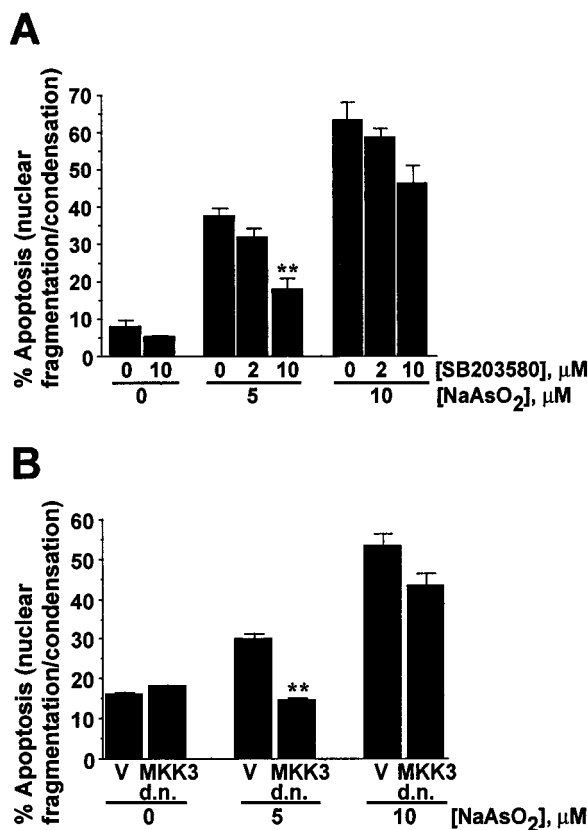 A
% Apoptosis (nuclear
fragmentation/condensation)
70
60
50
40
30
20
10
0
**
0 10 0 2 10 0 2 10 [SB203580], μM
0 5 10 [NaAsO2], μM
B
% Apoptosis (nuclear
fragmentation/condensation)
60
50
40
30
20
10
0
**
V MKK3 V MKK3 V MKK3
d.n. d.n. d.n.
0 5 10 [NaAsO2], μM